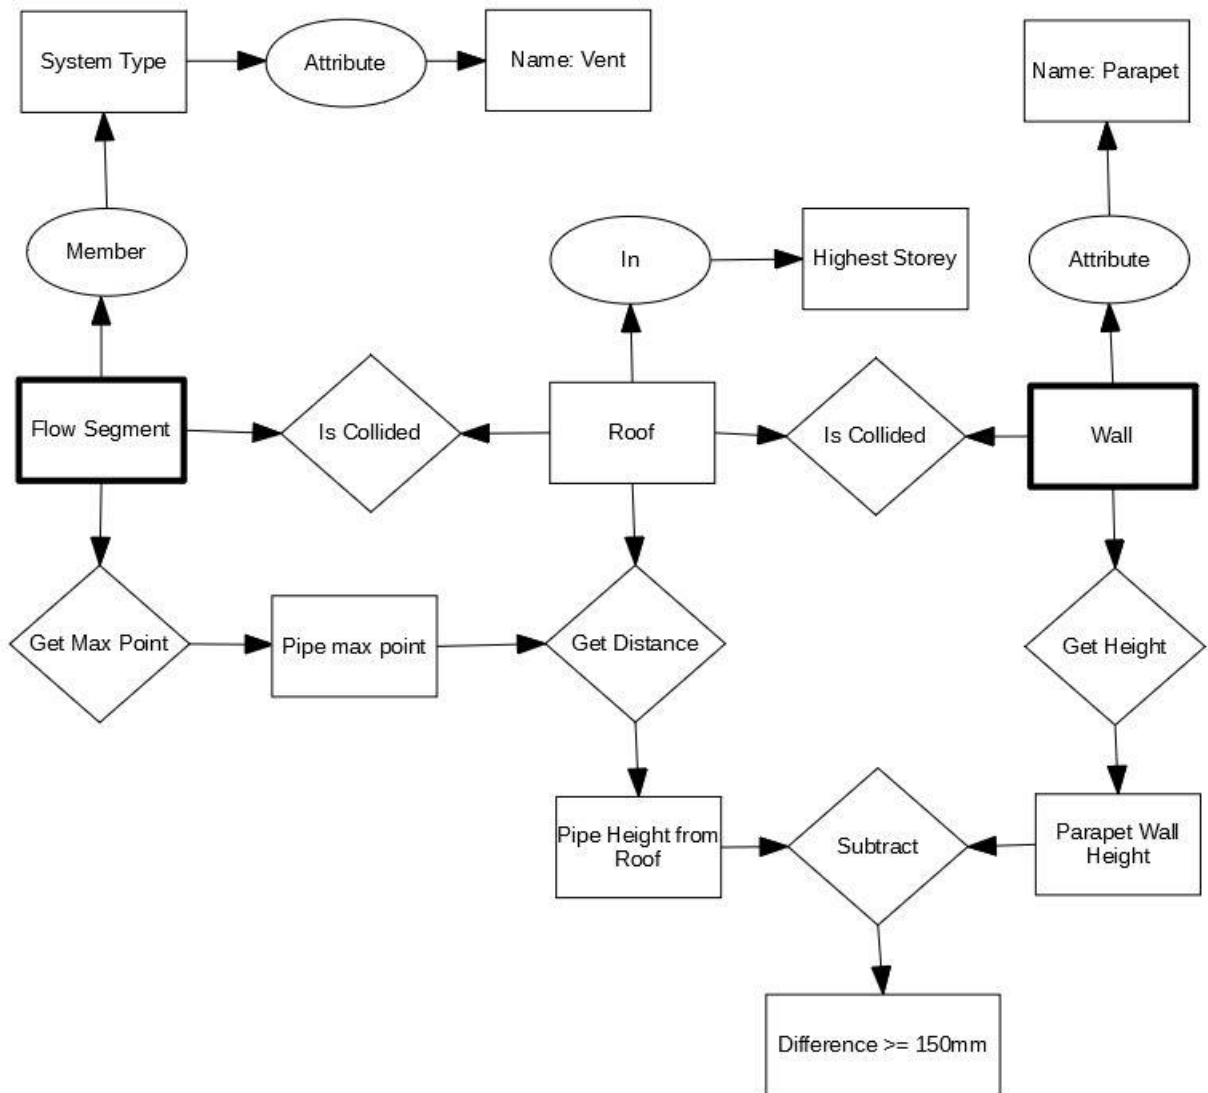 System Type
Attribute
Name: Vent
Name: Parapet
Member
In
Highest Storey
Attribute
Flow Segment
Is Collided
Roof
Is Collided
Wall
Get Max Point
Pipe max point
Get Distance
Get Height
Pipe Height from
Roof
Subtract
Parapet Wall
Height
Difference >= 150mm